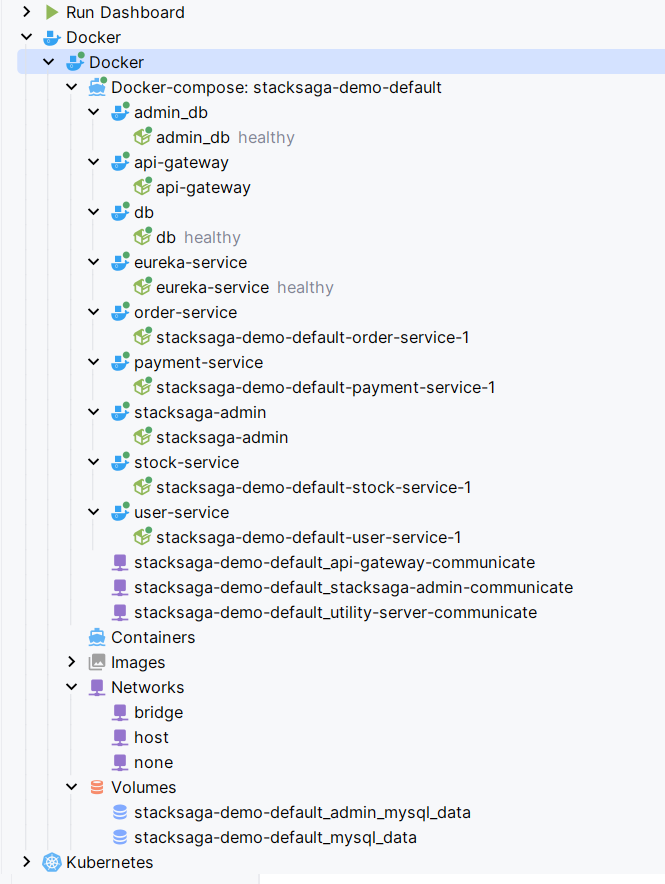 Run Dashboard
Docker
Docker
Docker-compose: stacksaga-demo-default
admin_db
admin_db healthy
api-gateway
api-gateway
db
db healthy
eureka-service
eureka-service healthy
order-service
stacksaga-demo-default-order-service-1
payment-service
stacksaga-demo-default-payment-service-1
stacksaga-admin
stacksaga-admin
stock-service
stacksaga-demo-default-stock-service-1
user-service
stacksaga-demo-default-user-service-1
stacksaga-demo-default_api-gateway-communicate
stacksaga-demo-default_stacksaga-admin-communicate
stacksaga-demo-default_utility-server-communicate
Containers
Images
Networks
bridge
host
none
Volumes
stacksaga-demo-default_admin_mysql_data
stacksaga-demo-default_mysql_data
Kubernetes